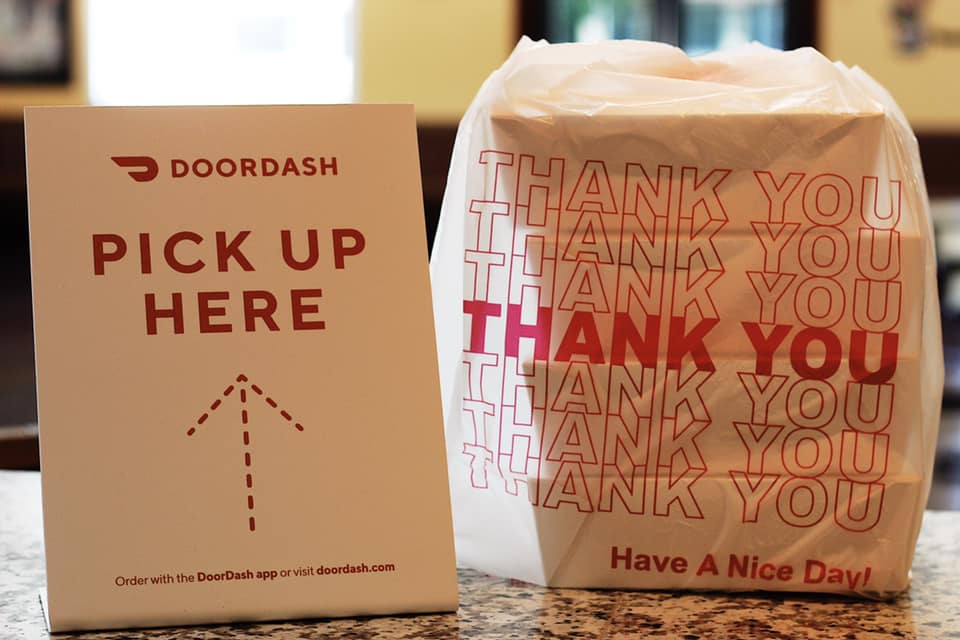 DOORDASH
PICK UP
HERE
Order with the DoorDash app or visit doordash.com
THANK YOU
THANK YOU
THANK YOU
THANK YOU
THANK YOU
THANK YOU
THANK YOU
Have A Nice Day!